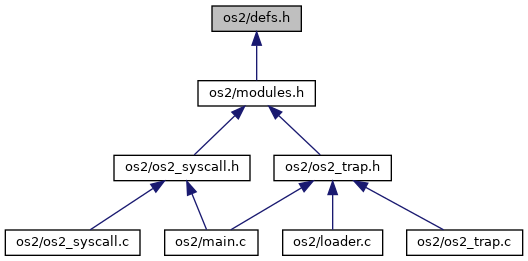 os2/defs.h
os2/modules.h
os2/os2_syscall.h
os2/os2_trap.h
os2/os2_syscall.c
os2/main.c
os2/loader.c
os2/os2_trap.c